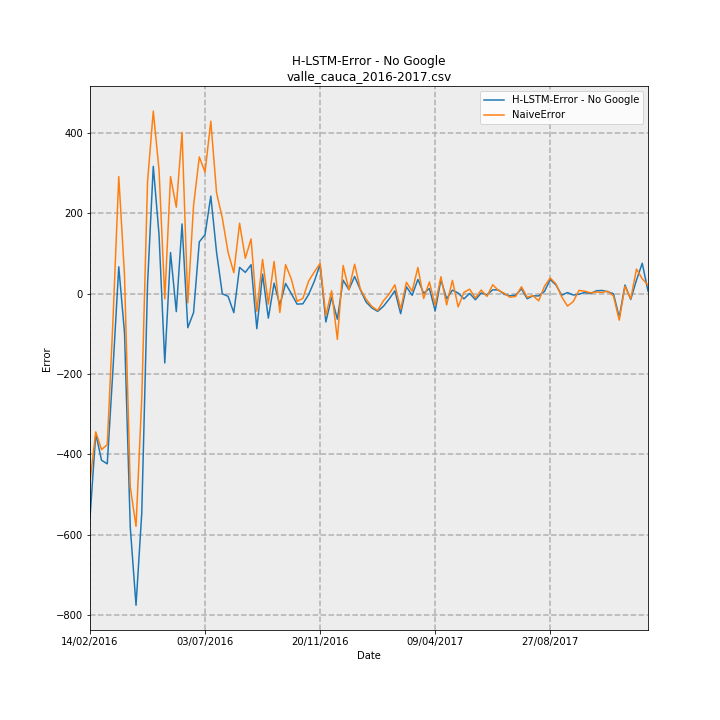 H-LSTM-Error - No Google
valle_cauca_2016-2017.csv
H-LSTM-Error - No Google
NaiveError
Error
400
200
0
−200
−400
−600
−800
14/02/2016
03/07/2016
20/11/2016
09/04/2017
27/08/2017
Date